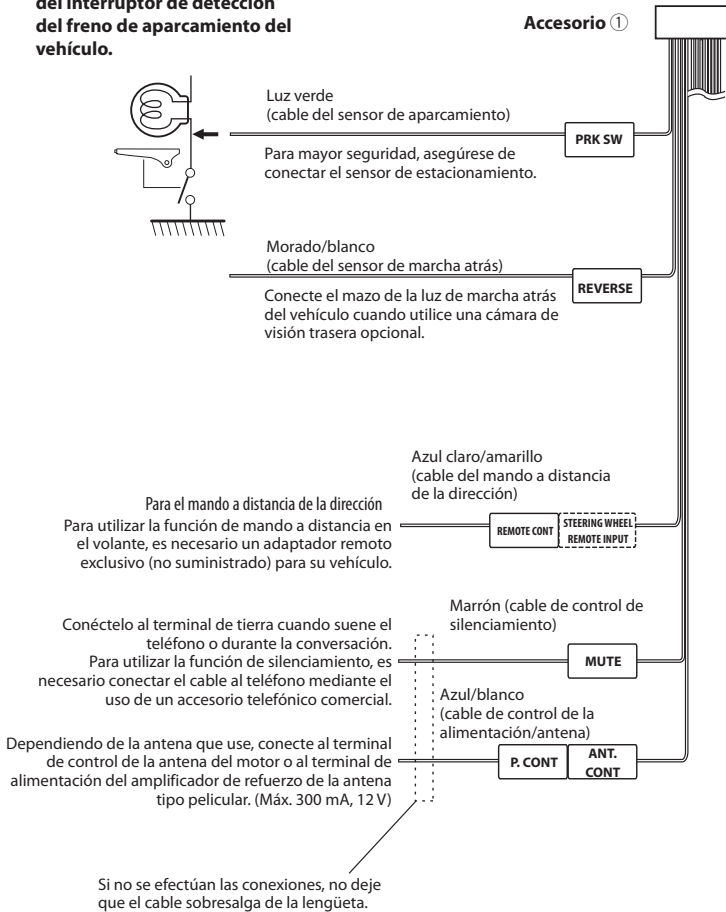 del interruptor de detección
del freno de aparcamiento del
vehículo.
Accesorio ①
Luz verde
(cable del sensor de aparcamiento)
PRK SW
Para mayor seguridad, asegúrese de
conectar el sensor de estacionamiento.
Morado/blanco
(cable del sensor de marcha atrás)
REVERSE
Conecte el mazo de la luz de marcha atrás
del vehículo cuando utilice una cámara de
visión trasera opcional.
Azul claro/amarillo
(cable del mando a distancia
de la dirección)
Para el mando a distancia de la dirección
Para utilizar la función de mando a distancia en
el volante, es necesario un adaptador remoto
exclusivo (no suministrado) para su vehículo.
REMOTE CONT
STEERING WHEEL
REMOTE INPUT
Marrón (cable de control de
silenciamiento)
Conéctelo al terminal de tierra cuando suene el
teléfono o durante la conversación.
Para utilizar la función de silenciamiento, es
necesario conectar el cable al teléfono mediante el
uso de un accesorio telefónico comercial.
MUTE
Azul/blanco
(cable de control de la
alimentación/antena)
Dependiendo de la antena que use, conecte al terminal
de control de la antena del motor o al terminal de
alimentación del amplificador de refuerzo de la antena
tipo pelicular. (Máx. 300 mA, 12 V)
P. CONT
ANT.
CONT
Si no se efectúan las conexiones, no deje
que el cable sobresalga de la lengüeta.